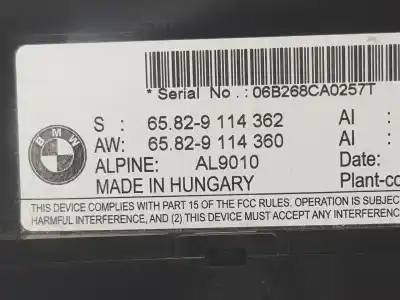 * Serial No. : 06B268CA0257T
S : 65.82-9 114 362 AI :
AW: 65.82-9 114 360 AI :
BMW
ALPINE: AL9010 Date:
MADE IN HUNGARY Plant-co
THIS DEVICE COMPLIES WITH PART 15 OF THE FCC RULES. OPERATION IS SUBJEC
HARMFUL INTERFERENCE, AND (2) THIS DEVICE MUST ACCEPT ANY INTERFERENCE